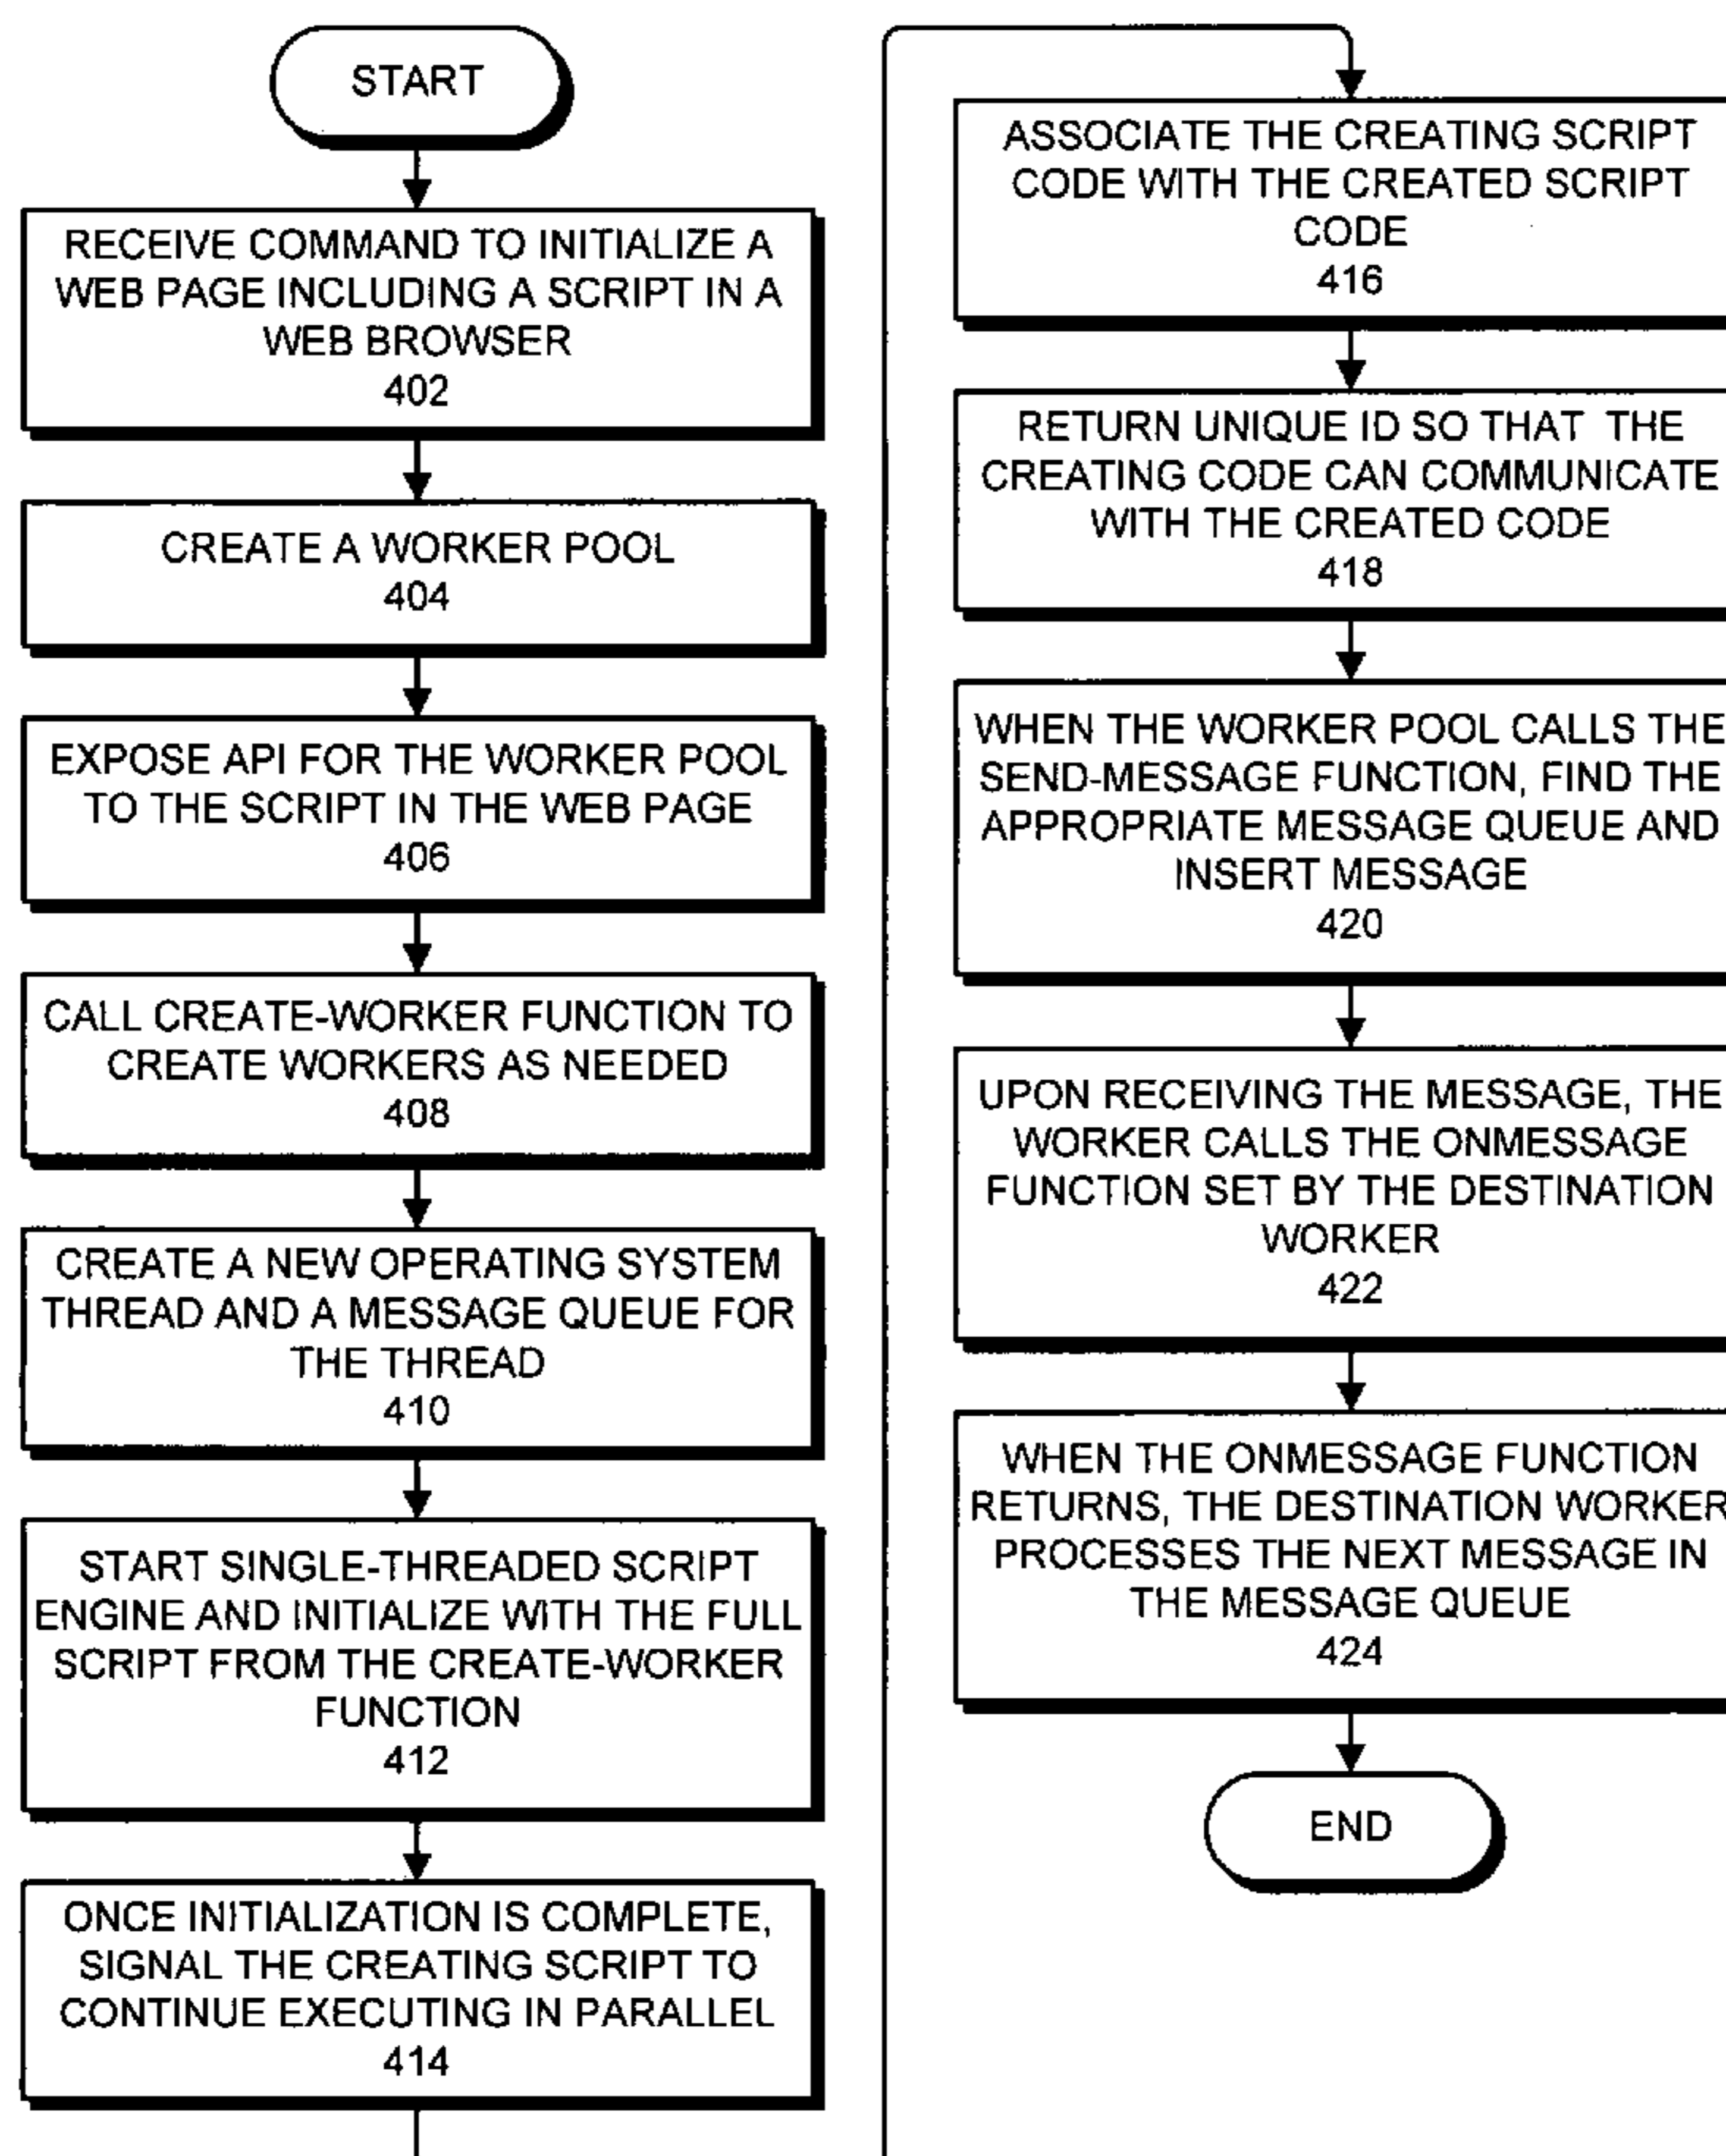 START
RECEIVE COMMAND TO INITIALIZE A
WEB PAGE INCLUDING A SCRIPT IN A
WEB BROWSER
402
CREATE A WORKER POOL
404
EXPOSE API FOR THE WORKER POOL
TO THE SCRIPT IN THE WEB PAGE
406
CALL CREATE-WORKER FUNCTION TO
CREATE WORKERS AS NEEDED
408
CREATE A NEW OPERATING SYSTEM
THREAD AND A MESSAGE QUEUE FOR
THE THREAD
410
START SINGLE-THREADED SCRIPT
ENGINE AND INITIALIZE WITH THE FULL
SCRIPT FROM THE CREATE-WORKER
FUNCTION
412
ONCE INITIALIZATION IS COMPLETE,
SIGNAL THE CREATING SCRIPT TO
CONTINUE EXECUTING IN PARALLEL
414
ASSOCIATE THE CREATING SCRIPT
CODE WITH THE CREATED SCRIPT
CODE
416
RETURN UNIQUE ID SO THAT THE
CREATING CODE CAN COMMUNICATE
WITH THE CREATED CODE
418
WHEN THE WORKER POOL CALLS THE
SEND-MESSAGE FUNCTION, FIND THE
APPROPRIATE MESSAGE QUEUE AND
INSERT MESSAGE
420
UPON RECEIVING THE MESSAGE, THE
WORKER CALLS THE ONMESSAGE
FUNCTION SET BY THE DESTINATION
WORKER
422
WHEN THE ONMESSAGE FUNCTION
RETURNS, THE DESTINATION WORKER
PROCESSES THE NEXT MESSAGE IN
THE MESSAGE QUEUE
424
END